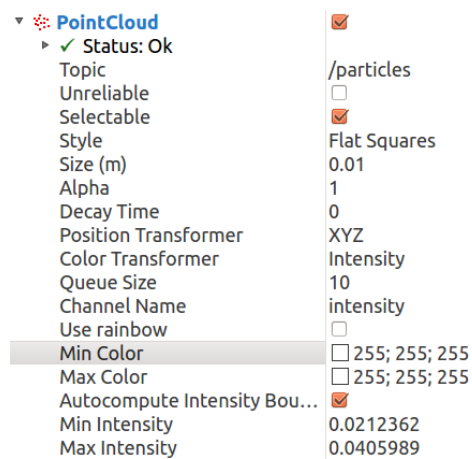 PointCloud
Status: Ok
Topic /particles
Unreliable
Selectable
Style Flat Squares
Size (m) 0.01
Alpha 1
Decay Time 0
Position Transformer XYZ
Color Transformer Intensity
Queue Size 10
Channel Name intensity
Use rainbow
Min Color 255; 255; 255
Max Color 255; 255; 255
Autocompute Intensity Bou...
Min Intensity 0.0212362
Max Intensity 0.0405989